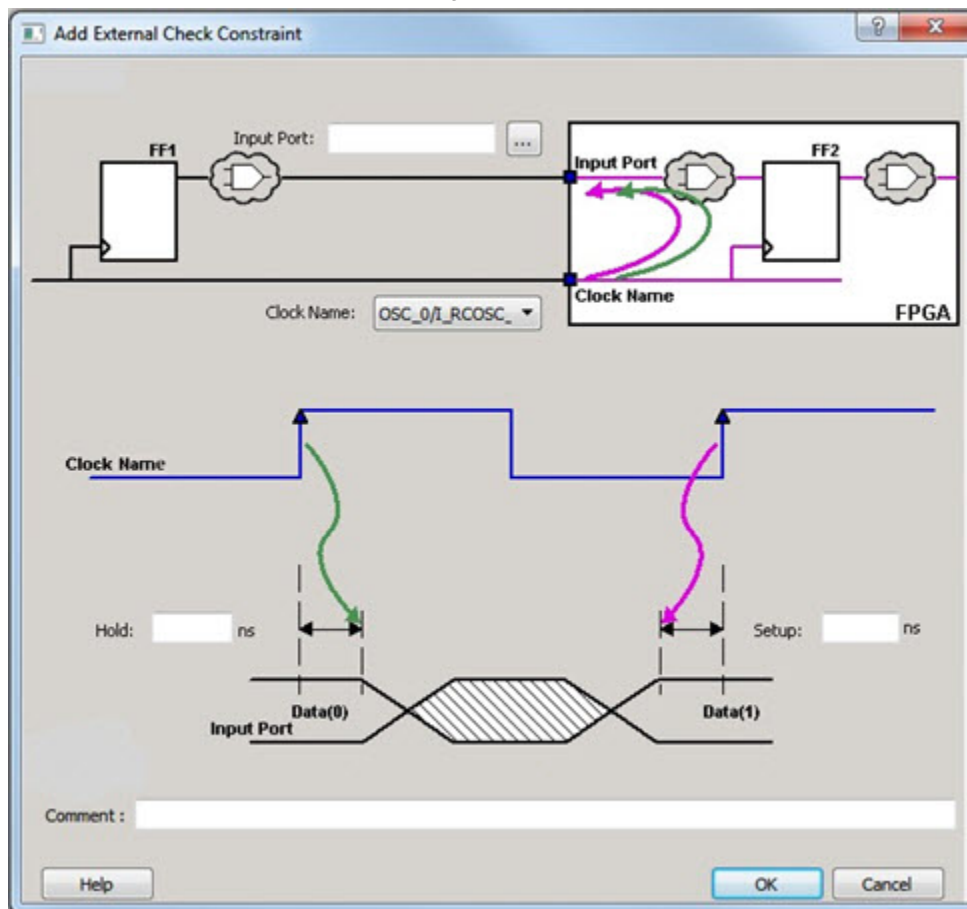 Add External Check Constraint
Input Port:
...
FF1
Input Port
FF2
Clock Name
FPGA
Clock Name:
OSC_0/I_RCOSC_
Clock Name
Hold:
ns
Setup:
ns
Data(0)
Data(1)
Input Port
Comment :
Help
OK
Cancel